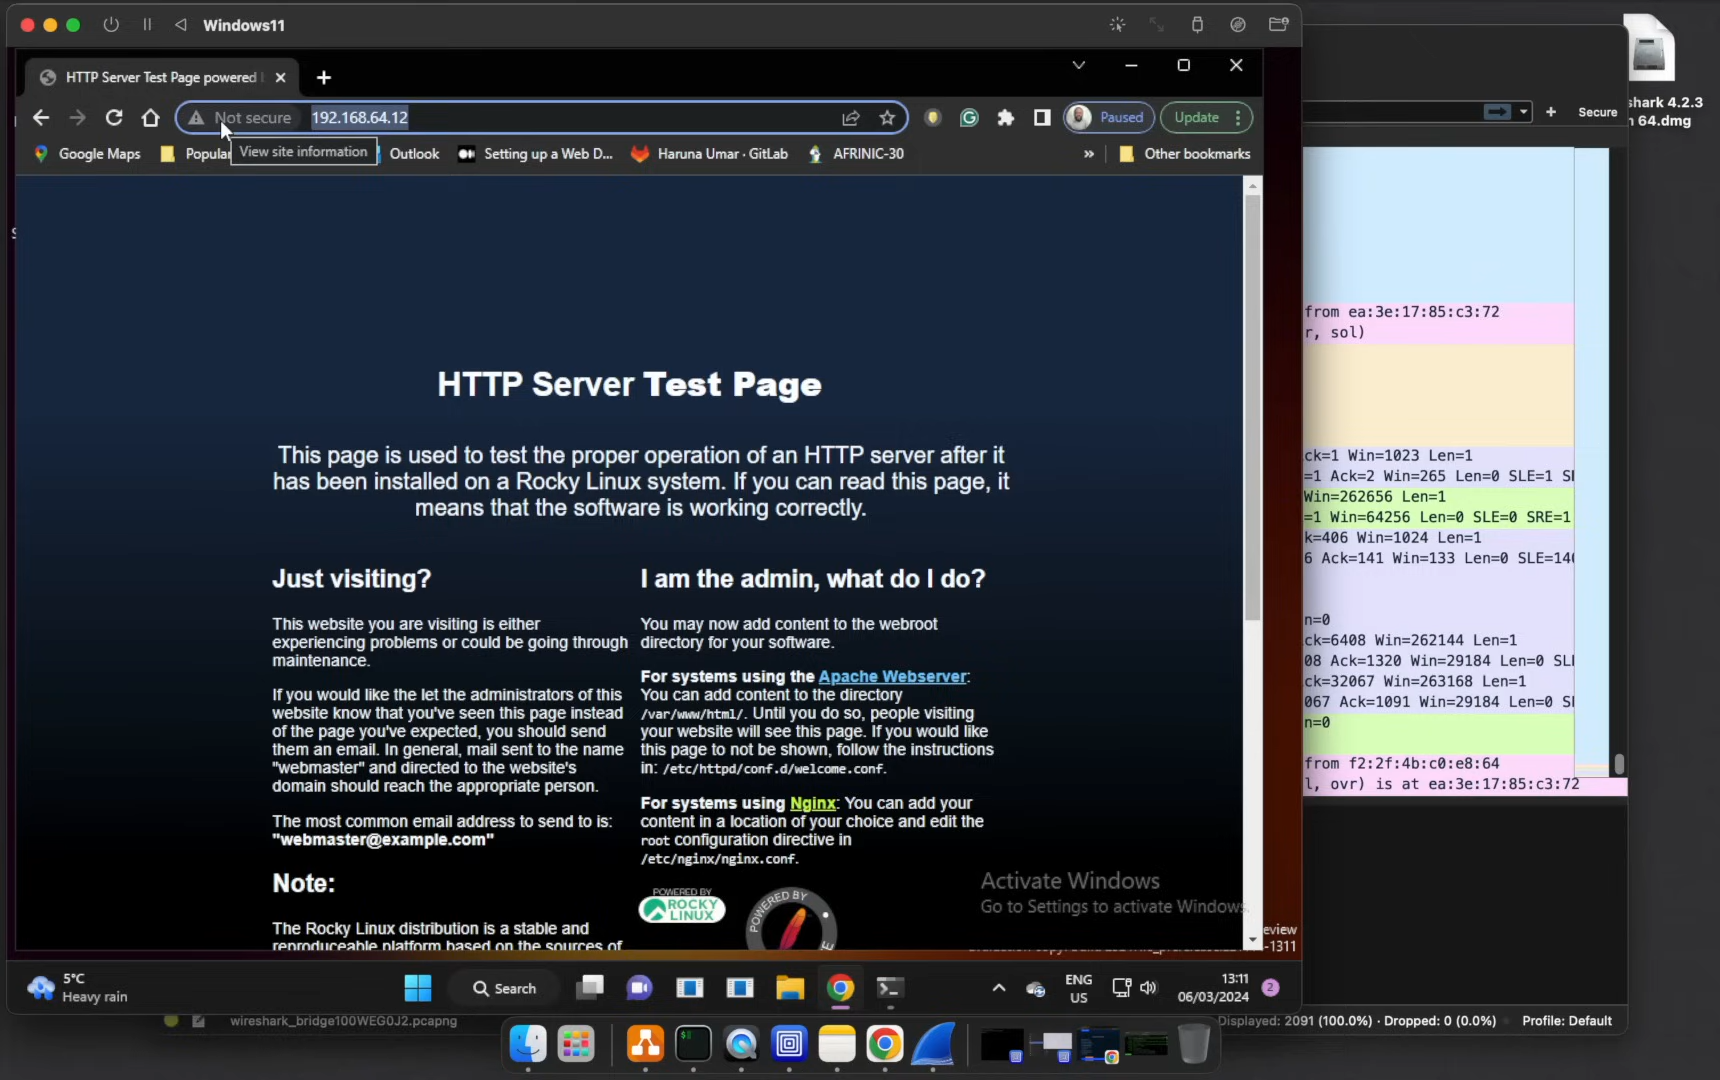 Windows11
HTTP Server Test Page powered
Not secure
192.168.64.12
Paused
Update
Google Maps
Popular
View site information
Outlook
Setting up a Web D...
Haruna Umar · GitLab
AFRINIC-30
»
Other bookmarks
HTTP Server Test Page
This page is used to test the proper operation of an HTTP server after it
has been installed on a Rocky Linux system. If you can read this page, it
means that the software is working correctly.
Just visiting?
This website you are visiting is either
experiencing problems or could be going through
maintenance.
If you would like the let the administrators of this
website know that you've seen this page instead
of the page you've expected, you should send
them an email. In general, mail sent to the name
"webmaster" and directed to the website's
domain should reach the appropriate person.
The most common email address to send to is:
"webmaster@example.com"
Note:
The Rocky Linux distribution is a stable and
reproduceable platform based on the sources of
I am the admin, what do I do?
You may now add content to the webroot
directory for your software.
For systems using the Apache Webserver:
You can add content to the directory
/var/www/html/. Until you do so, people visiting
your website will see this page. If you would like
this page to not be shown, follow the instructions
in: /etc/httpd/conf.d/welcome.conf.
For systems using Nginx: You can add your
content in a location of your choice and edit the
root configuration directive in
/etc/nginx/nginx.conf.
POWERED BY
ROCKY
LINUX
POWERED BY
Activate Windows
Go to Settings to activate Windows.
eview
-1311
5°C
Heavy rain
Search
ENG
US
13:11
06/03/2024
2
shark 4.2.3
n 64.dmg
+
Secure
from ea:3e:17:85:c3:72
r, sol)
ck=1 Win=1023 Len=1
=1 Ack=2 Win=265 Len=0 SLE=1 S
Win=262656 Len=1
=1 Win=64256 Len=0 SLE=0 SRE=1
k=406 Win=1024 Len=1
6 Ack=141 Win=133 Len=0 SLE=14
n=0
ck=6408 Win=262144 Len=1
08 Ack=1320 Win=29184 Len=0 SL
ck=32067 Win=263168 Len=1
067 Ack=1091 Win=29184 Len=0 S
n=0
from f2:2f:4b:c0:e8:64
l, ovr) is at ea:3e:17:85:c3:72
wireshark_bridge100WEG0J2.pcapng
Displayed: 2091 (100.0%) · Dropped: 0 (0.0%)
Profile: Default